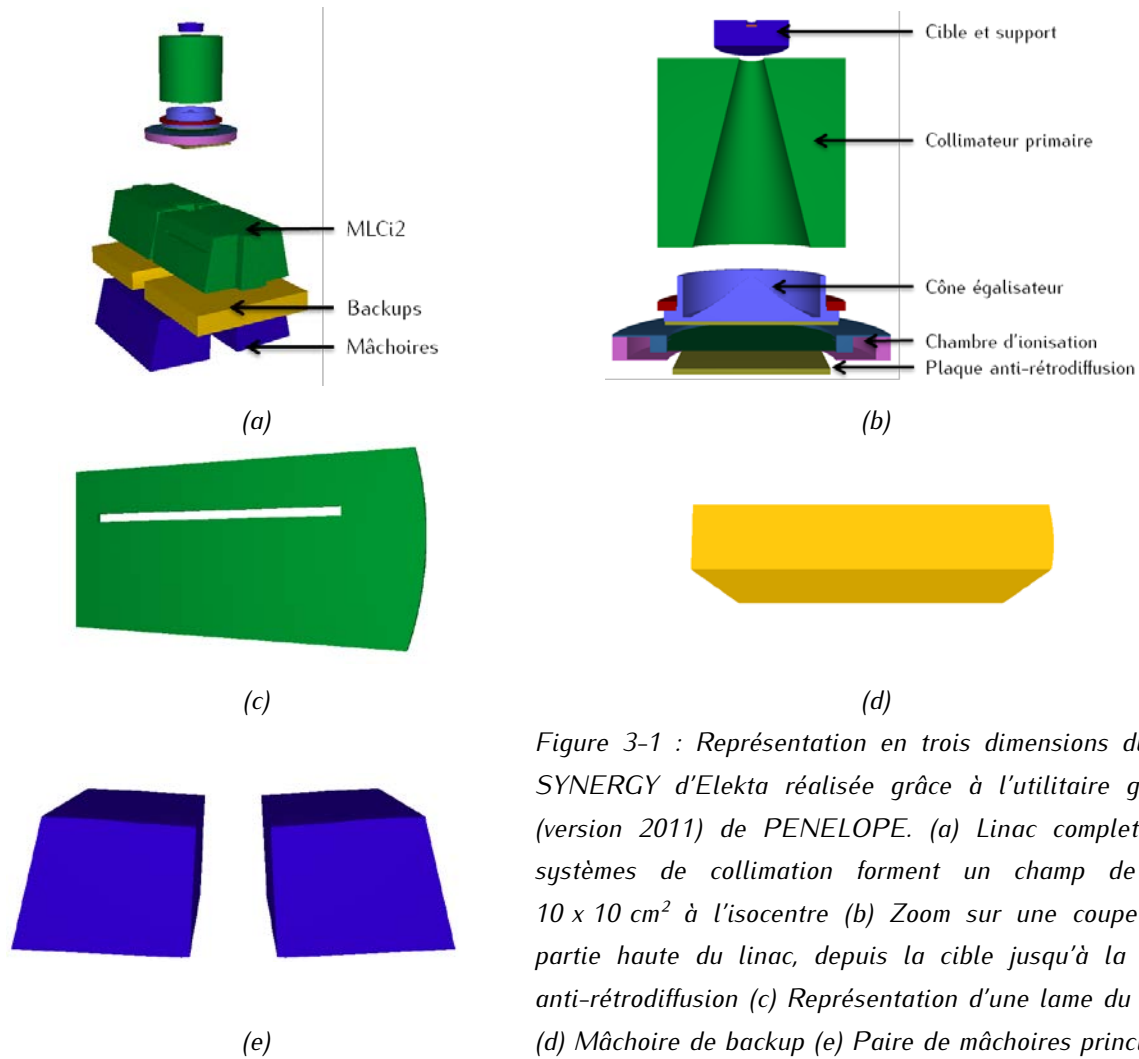 Cible et support
Collimateur primaire
MLCi2
Cône égalisateur
Backups
Chambre d'ionisation
Mâchoires
Plaque anti-rétrodiffusion
(a)
(b)
(c)
(d)
Figure 3-1 : Représentation en trois dimensions d
SYNERGY d'Elekta réalisée grâce à l'utilitaire g
(version 2011) de PENELOPE. (a) Linac complet
systèmes de collimation forment un champ de
10 x 10 cm² à l'isocentre (b) Zoom sur une coupe
partie haute du linac, depuis la cible jusqu'à la
anti-rétrodiffusion (c) Représentation d'une lame du
(d) Mâchoire de backup (e) Paire de mâchoires princ
(e)